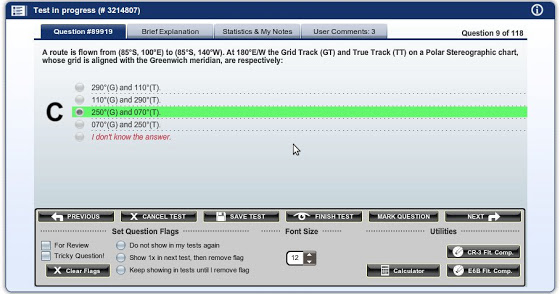 Test in progress (# 3214807)
Question #89919
Brief Explanation
Statistics & My Notes
User Comments: 3
Question 9 of 118
A route is flown from (85°S, 100°E) to (85°S, 140°W). At 180°E/W the Grid Track (GT) and True Track (TT) on a Polar Stereographic chart,
whose grid is aligned with the Greenwich meridian, are respectively:
290°(G) and 110°(T).
110°(G) and 290°(T).
C 250°(G) and 070°(T).
070°(G) and 250°(T).
I don't know the answer.
PREVIOUS
X CANCEL TEST
SAVE TEST
FINISH TEST
MARK QUESTION
NEXT
Set Question Flags
Font Size
Utilities
For Review
Tricky Question!
X Clear Flags
Do not show in my tests again
Show 1x in next test, then remove flag
Keep showing in tests until I remove flag
12
Calculator
CR-3 Flt. Comp.
E6B Flt. Comp.